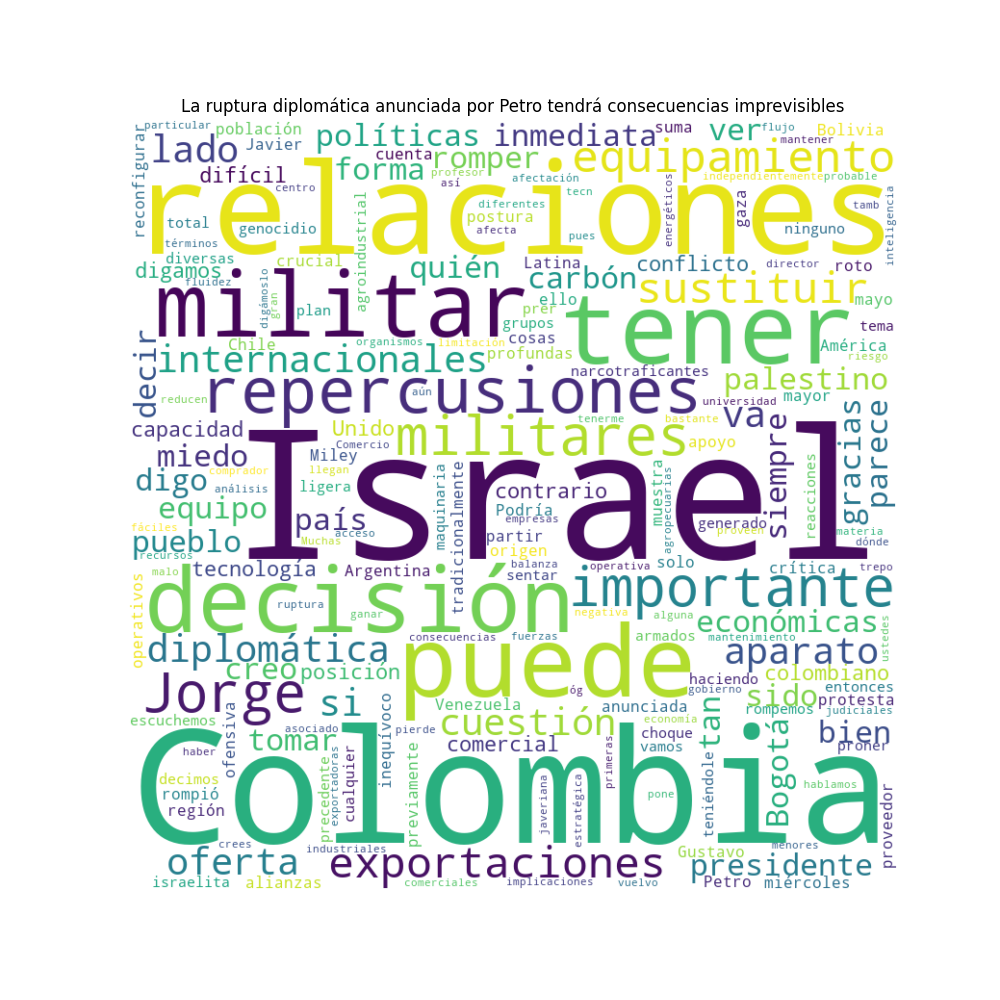 La ruptura diplomática anunciada por Petro tendrá consecuencias imprevisibles
particular
población
Javier
políticas
inmediata
suma
ver
flujo
Bolivia
mantener
reconfigurar
lado
difícil
centro
cuenta
forma
romper
profesor
así
afectación
equipamiento
tecn
independientemente
probable
relaciones
total
genocidio
términos
diversas
agroindustrial
diferentes
postura
afecta
pues
energéticos
gaza
ninguno
tamb
inteligencia
digamos
fluidez
crucial
quién
Latina
carbón
conflicto
director
roto
militar
digámoslo
gran
plan
ello
prer
sustituir
mayo
grupos
cosas
tener
tema
decir
Chile
internacionales
organismos
limitación
profundas
narcotraficantes
América
riesgo
reducen
repercusiones
aún
palestino
universidad
mayor
capacidad
Unido
tenerme
bastante
va
miedo
Comercio
Miley
militares
apoyo
siempre
gracias
parece
digo
comprador
análisis
llegan
ligera
Israel
maquinaria
tradicionalmente
contrario
Podría
empresas
muestra
agropecuarias
generado
proveen
reacciones
equipo
país
fáciles
Muchas
acceso
partir
origen
materia
dónde
pueblo
recursos
malo
tecnología
Argentina
sentar
balanza
operativa
solo
crítica
trepo
operativos
decisión
ruptura
ganar
importante
negativa
alguna
económicas
ustedes
diplomática
consecuencias
fuerzas
armados
mantenimiento
creo
posición
puede
aparato
haciendo
gobierno
colombiano
entonces
Jorge
si
óg
sido
protesta
rompemos
judiciales
escuchemos
ofensiva
asociado
inequívoco
pierde
Venezuela
cuestión
anunciada
economía
choque
tan
Bogotá
bien
proner
haber
tomar
comercial
vamos
decimos
rompió
región
precedente
exportadoras
cualquier
previamente
Colombia
javeriana
estratégica
primeras
pone
teniéndole
hablamos
proveedor
crees
industriales
Gustavo
menores
oferta
exportaciones
presidente
israelita
alianzas
comerciales
implicaciones
vuelvo
Petro
miércoles